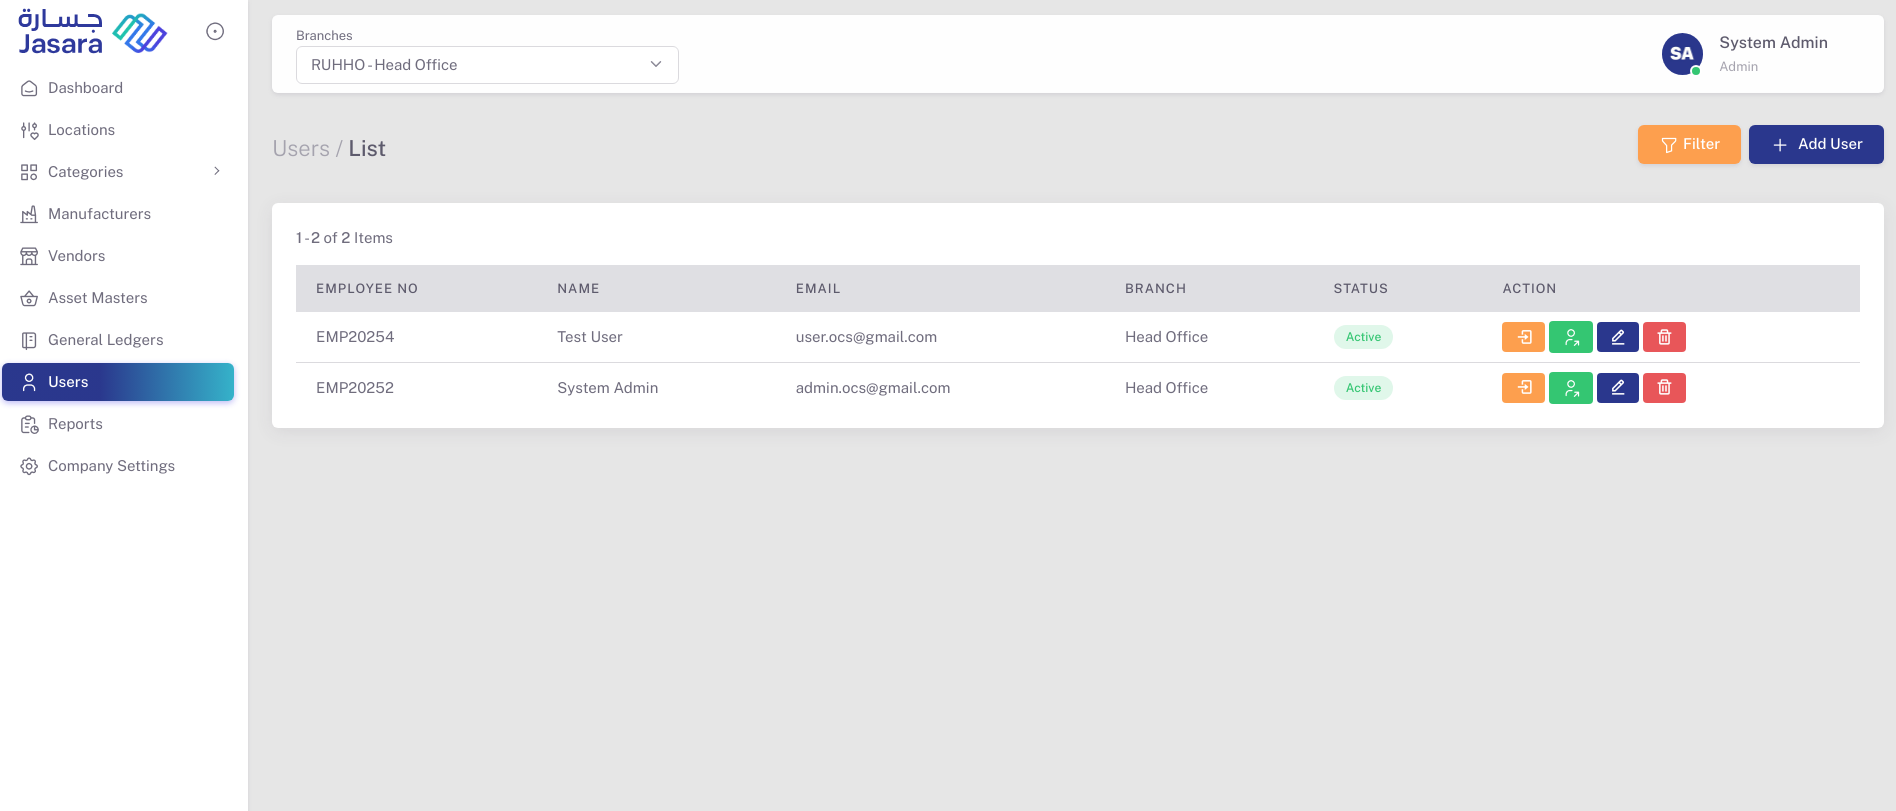 جسارة
Jasara
Dashboard
Locations
Categories
Manufacturers
Vendors
Asset Masters
General Ledgers
Users
Reports
Company Settings
Branches
RUHHO - Head Office
SA
System Admin
Admin
Users / List
Filter
Add User
1 - 2 of 2 Items
EMPLOYEE NO NAME EMAIL BRANCH STATUS ACTION
EMP20254 Test User user.ocs@gmail.com Head Office Active
EMP20252 System Admin admin.ocs@gmail.com Head Office Active